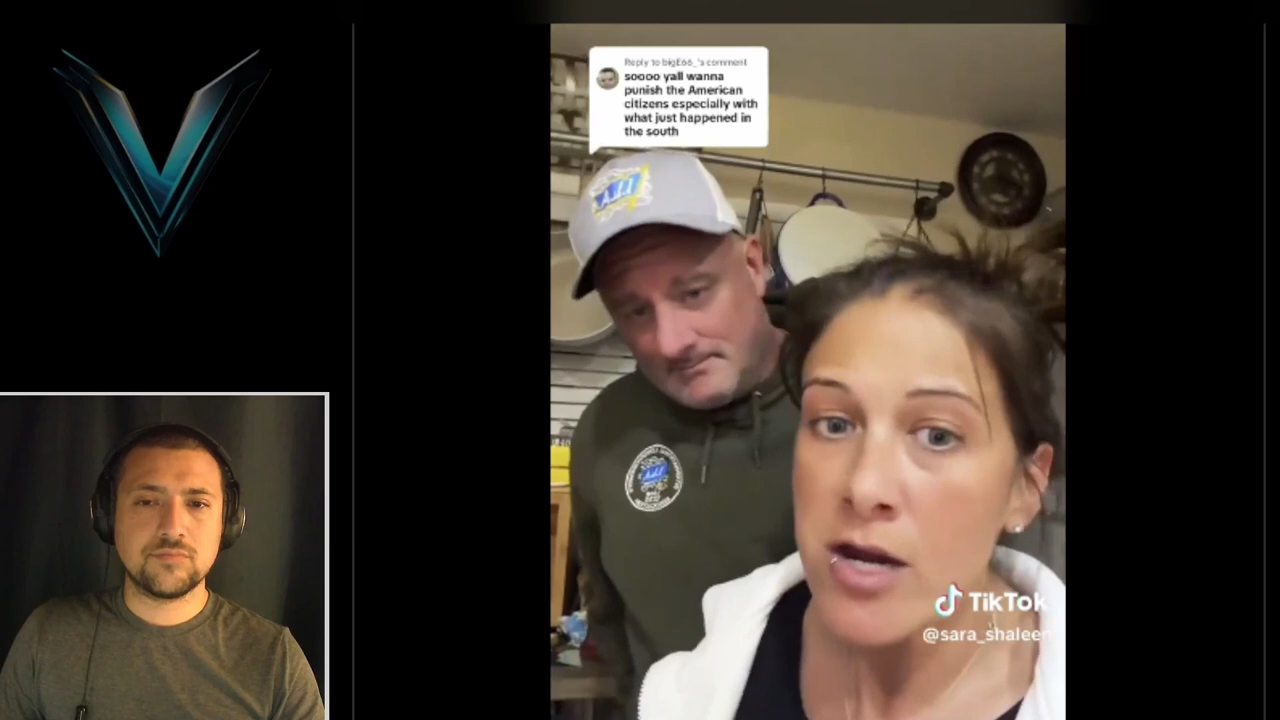 Reply to bigE66_'s comment
soooo yall wanna
punish the American
citizens especially with
what just happened in
the south
TikTok
@sara_shaleen